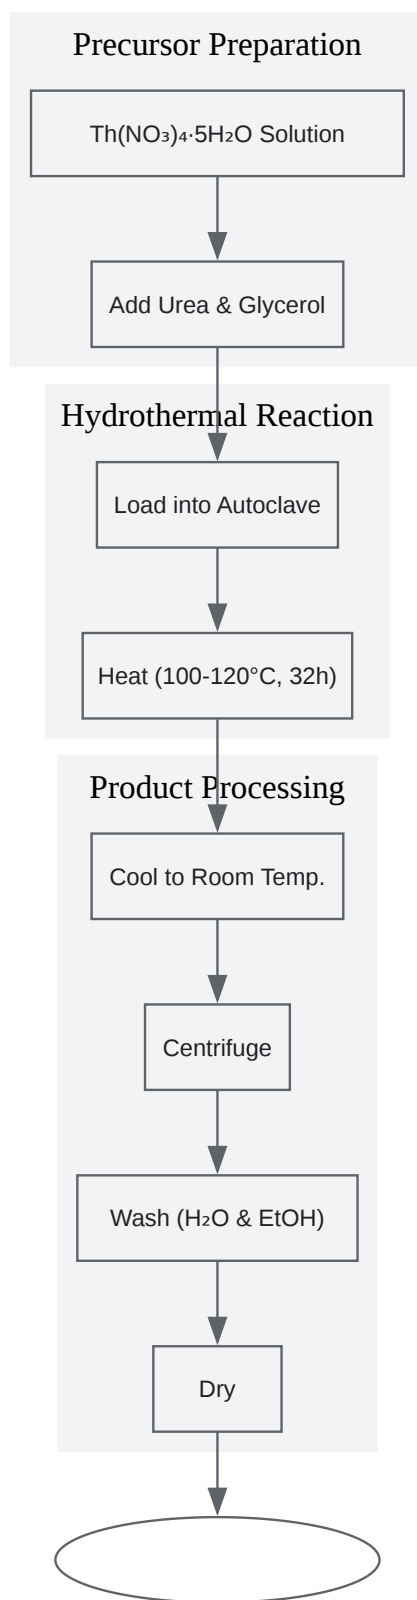 Precursor Preparation
Th(NO₃)₄·5H₂O Solution
Add Urea & Glycerol
Hydrothermal Reaction
Load into Autoclave
Heat (100-120°C, 32h)
Product Processing
Cool to Room Temp.
Centrifuge
Wash (H₂O & EtOH)
Dry